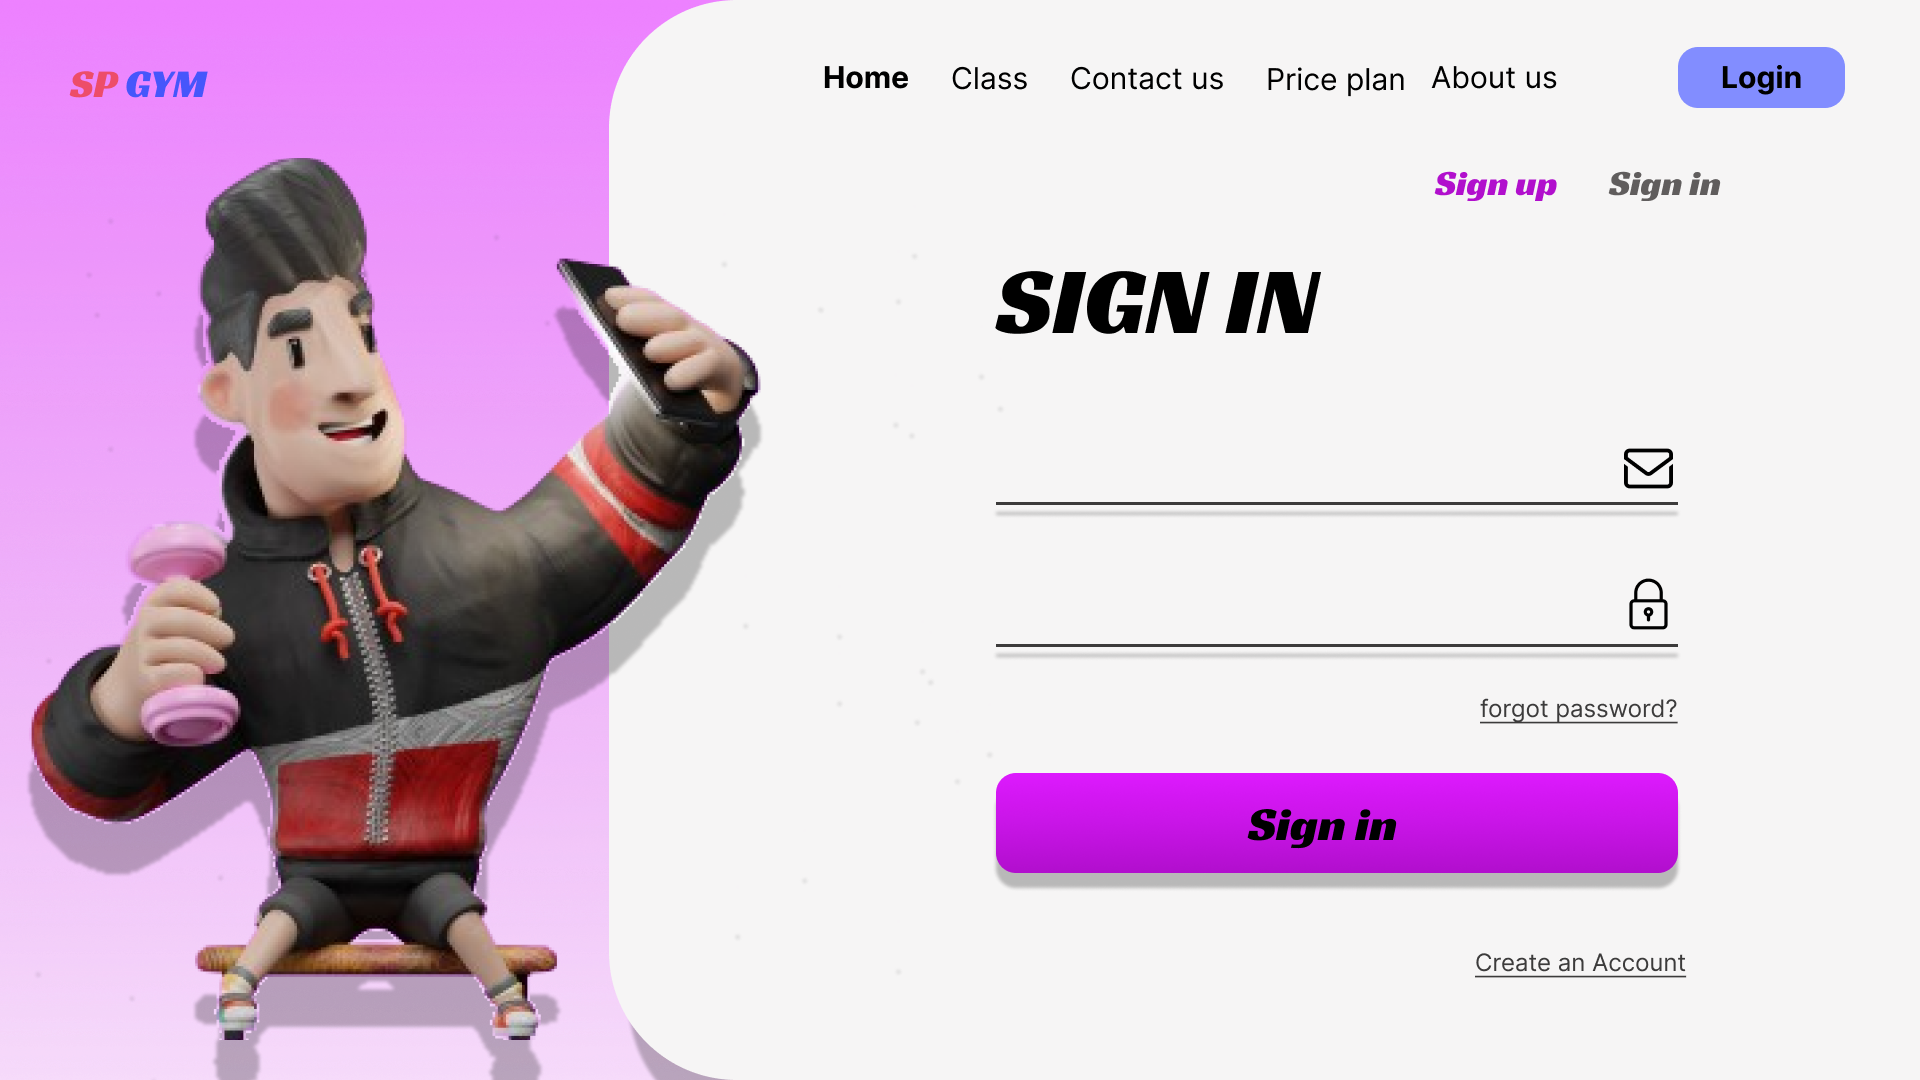 SP GYM
Home Class Contact us Price plan About us Login
Sign up Sign in
SIGN IN
forgot password?
Sign in
Create an Account